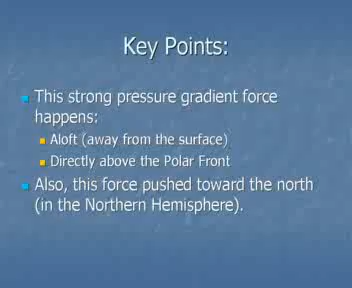 Key Points:
This strong pressure gradient force
happens:
Aloft (away from the surface)
Directly above the Polar Front
Also, this force pushed toward the north
(in the Northern Hemisphere).